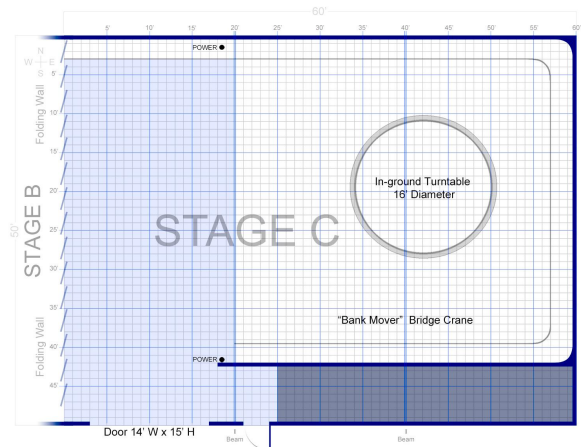 60'
5' 10' 15' 20' 25' 30' 35' 40' 45' 50' 55' 60'
POWER
N
W E
S
5'
Folding Wall
10'
15'
In-ground Turntable
16' Diameter
20'
STAGE B
STAGE C
50'
25'
30'
35'
"Bank Mover" Bridge Crane
Folding Wall
40'
POWER
45'
Door 14' W x 15' H
Beam
Beam